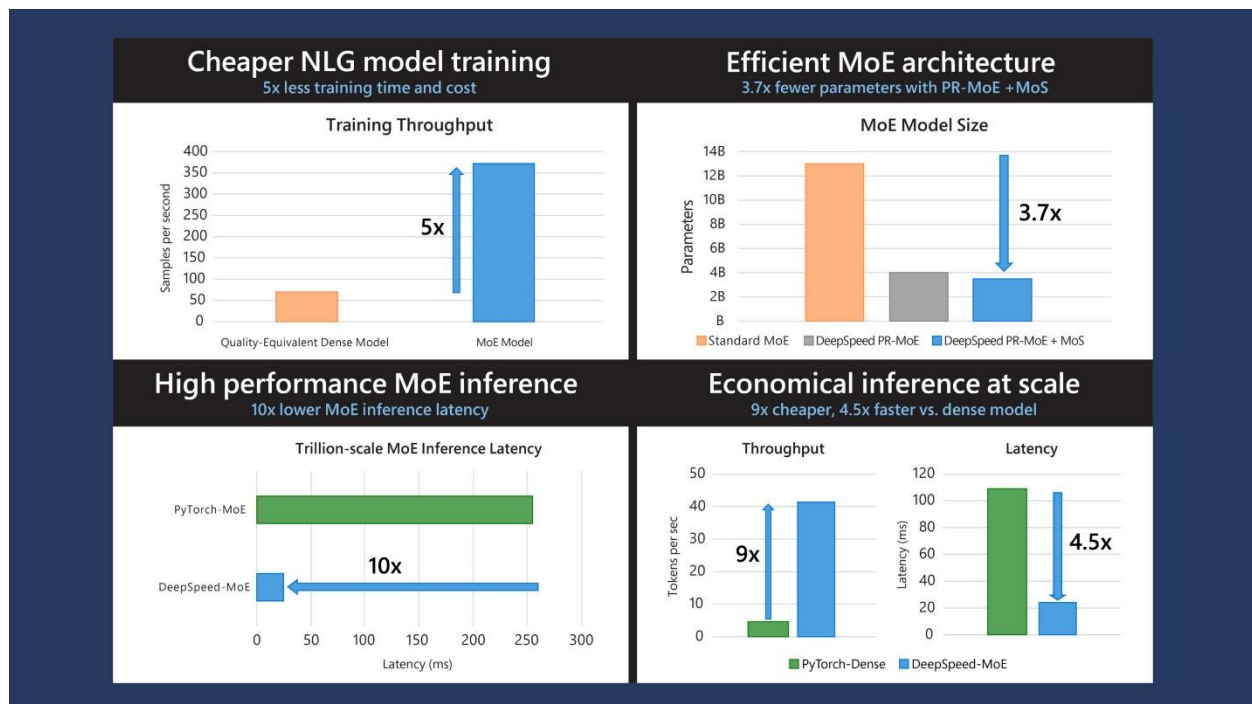 Cheaper NLG model training
5x less training time and cost
Training Throughput
Samples per second
400
350
300
250
200
150
100
50
0
5x
Quality-Equivalent Dense Model
MoE Model
Efficient MoE architecture
3.7x fewer parameters with PR-MoE +MoS
MoE Model Size
Parameters
14B
12B
10B
8B
6B
4B
2B
B
3.7x
Standard MoE
DeepSpeed PR-MoE
DeepSpeed PR-MoE + MoS
High performance MoE inference
10x lower MoE inference latency
Trillion-scale MoE Inference Latency
PyTorch-MoE
DeepSpeed-MoE
10x
0 50 100 150 200 250 300
Latency (ms)
Economical inference at scale
9x cheaper, 4.5x faster vs. dense model
Throughput
Tokens per sec
50
40
30
20
10
0
9x
Latency
Latency (ms)
120
100
80
60
40
20
0
4.5x
PyTorch-Dense
DeepSpeed-MoE